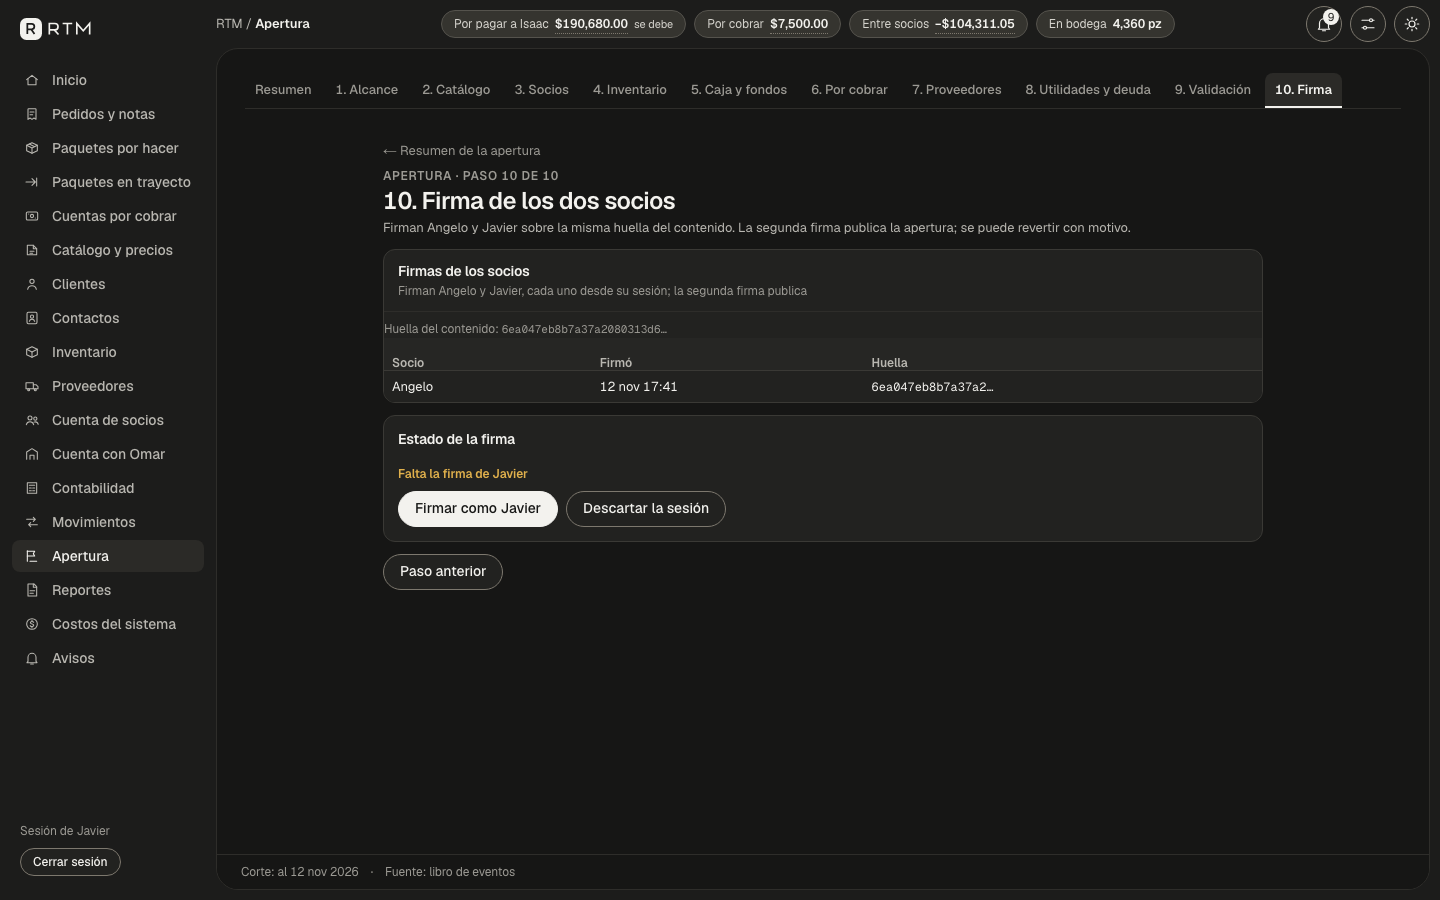 R RTM
RTM / Apertura
Por pagar a Isaac $190,680.00 se debe
Por cobrar $7,500.00
Entre socios −$104,311.05
En bodega 4,360 pz
9
Inicio
Pedidos y notas
Paquetes por hacer
Paquetes en trayecto
Cuentas por cobrar
Catálogo y precios
Clientes
Contactos
Inventario
Proveedores
Cuenta de socios
Cuenta con Omar
Contabilidad
Movimientos
Apertura
Reportes
Costos del sistema
Avisos
Sesión de Javier
Cerrar sesión
Resumen 1. Alcance 2. Catálogo 3. Socios 4. Inventario 5. Caja y fondos 6. Por cobrar 7. Proveedores 8. Utilidades y deuda 9. Validación 10. Firma
← Resumen de la apertura
APERTURA · PASO 10 DE 10
10. Firma de los dos socios
Firman Angelo y Javier sobre la misma huella del contenido. La segunda firma publica la apertura; se puede revertir con motivo.
Firmas de los socios
Firman Angelo y Javier, cada uno desde su sesión; la segunda firma publica
Huella del contenido: 6ea047eb8b7a37a2080313d6…
Socio Firmó Huella
Angelo 12 nov 17:41 6ea047eb8b7a37a2…
Estado de la firma
Falta la firma de Javier
Firmar como Javier
Descartar la sesión
Paso anterior
Corte: al 12 nov 2026 · Fuente: libro de eventos